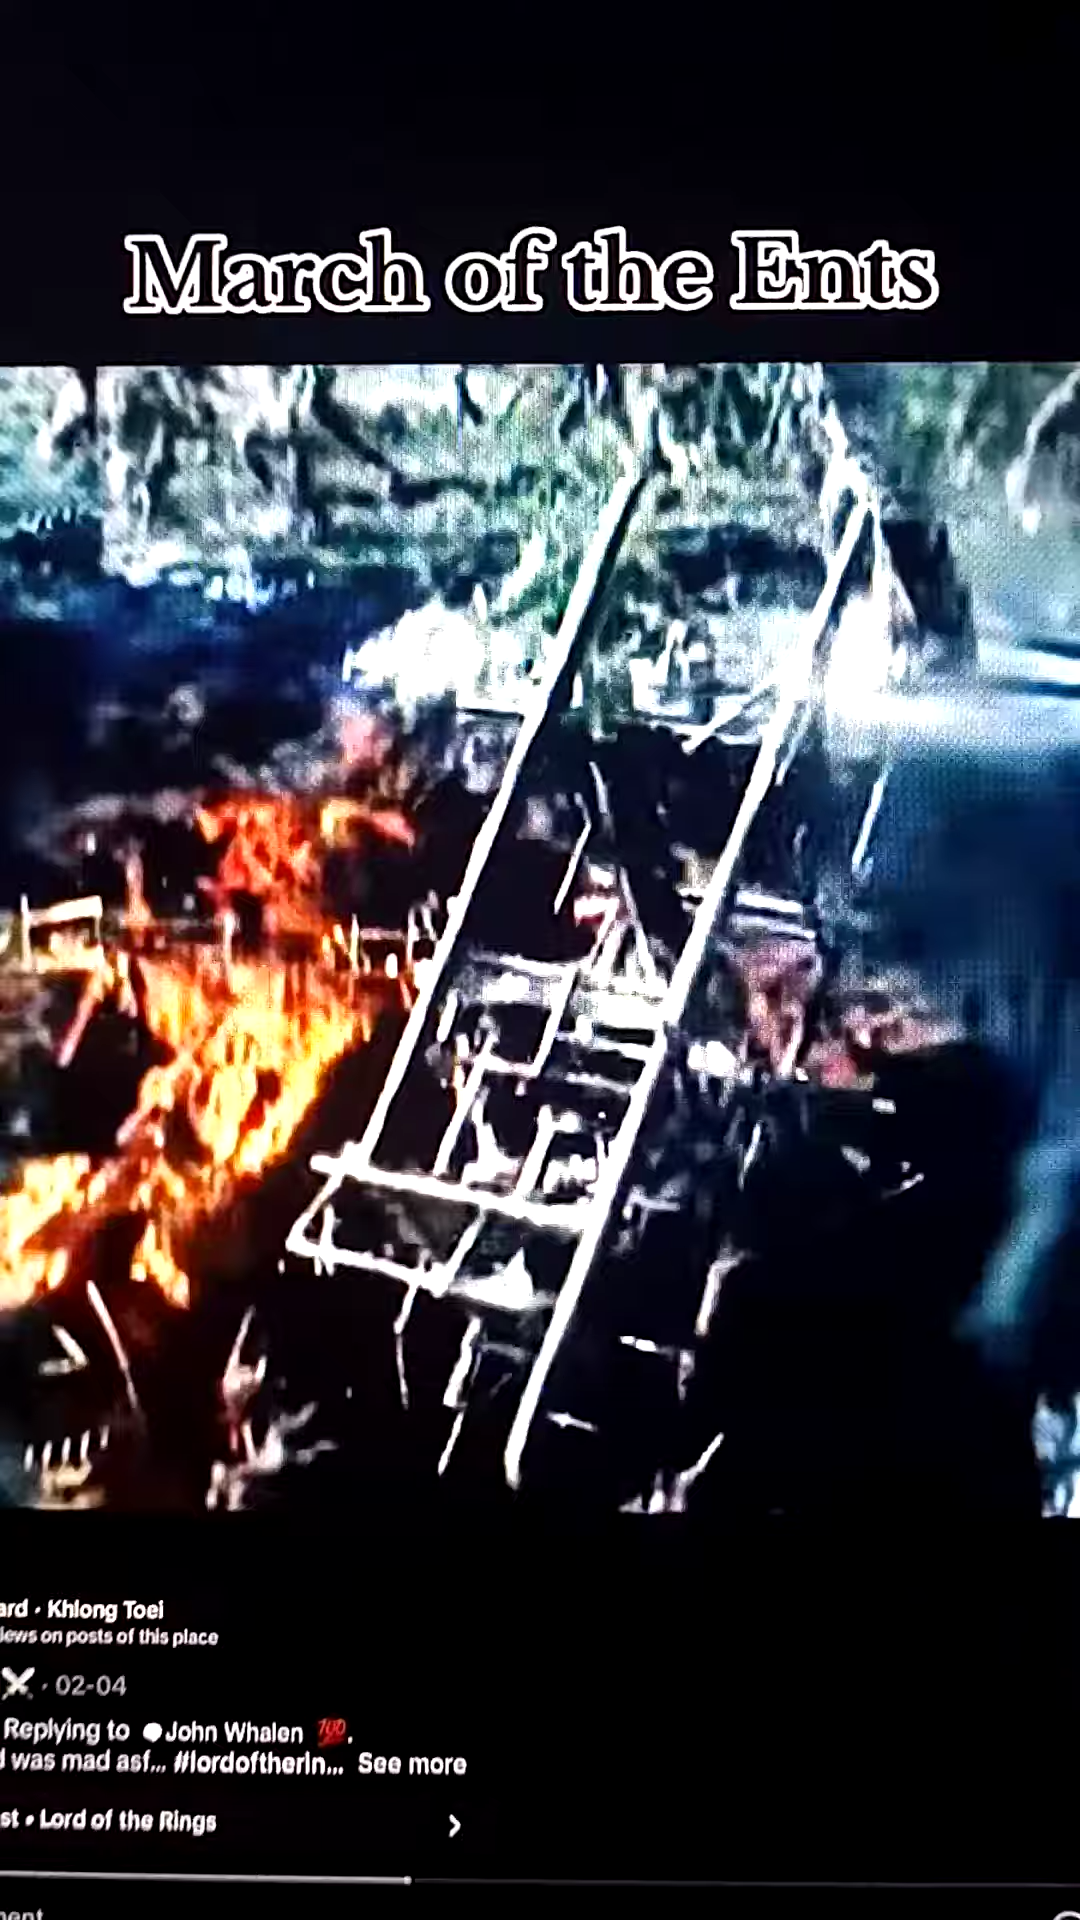 March of the Ents
ard · Khlong Toei
iews on posts of this place
· 02-04
Replying to John Whalen 💯.
was mad asf... #lordoftherin... See more
st • Lord of the Rings